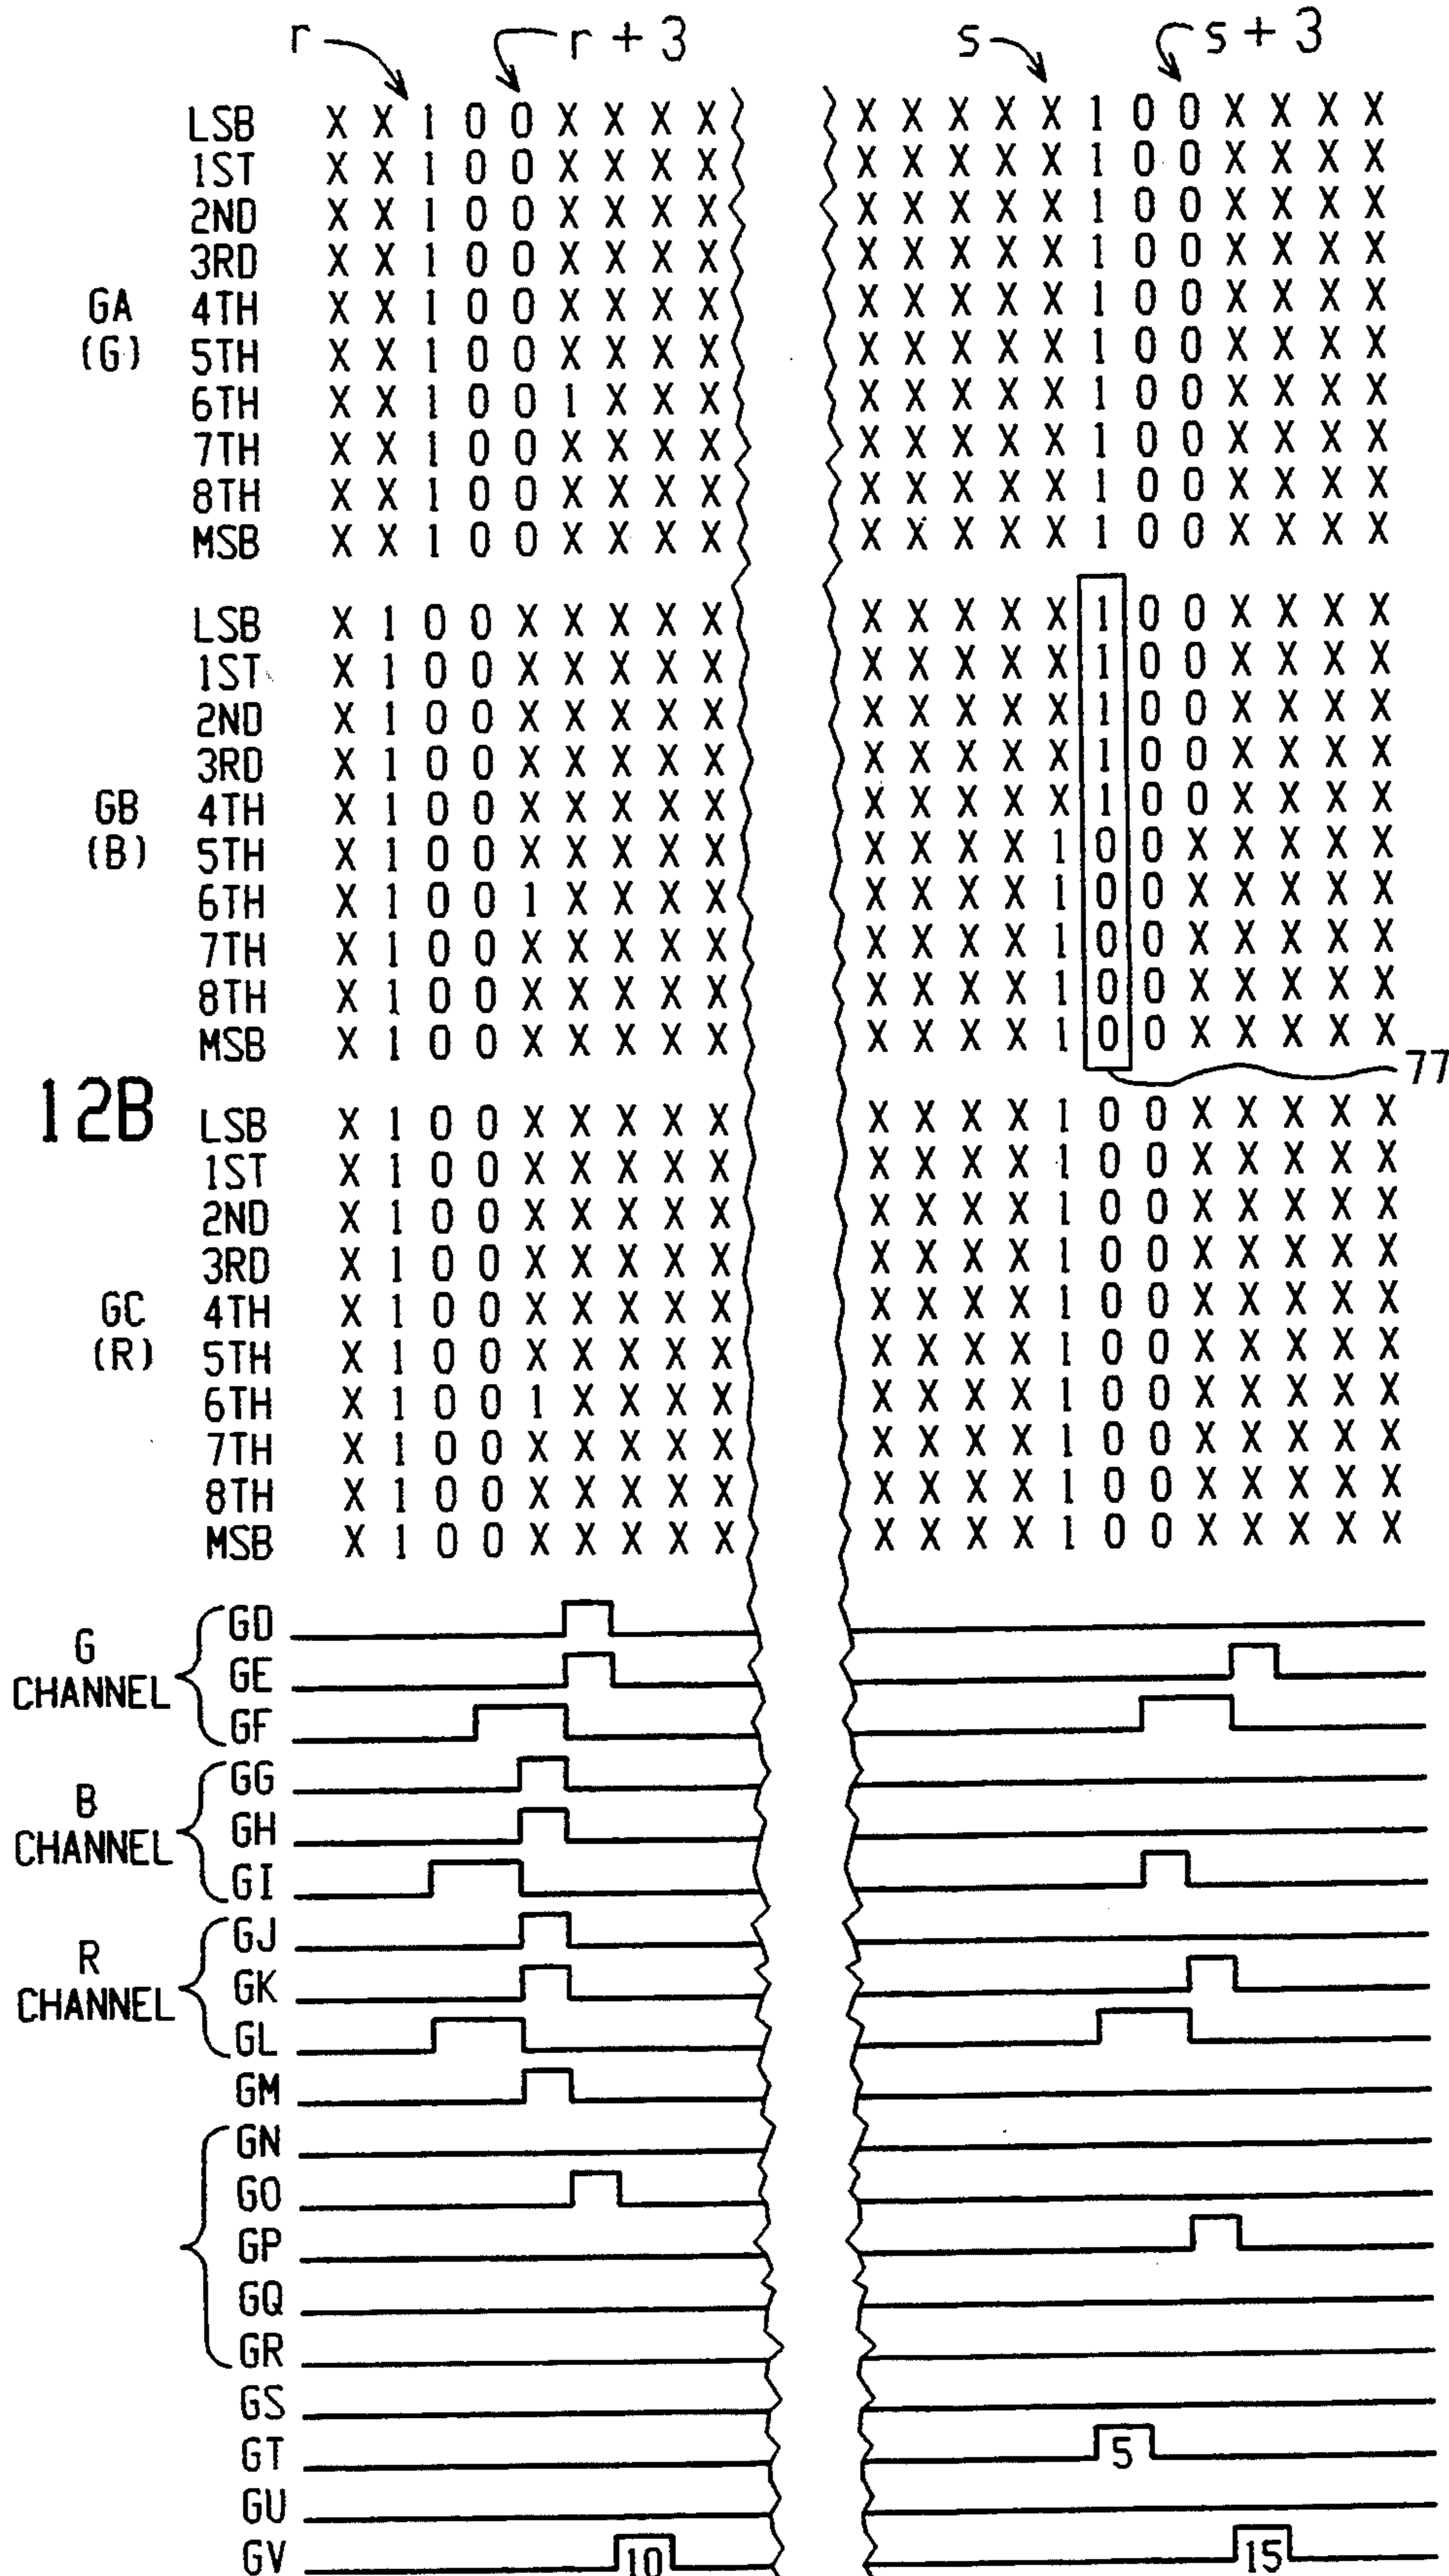 r r + 3 s s + 3
LSB X X 1 0 0 X X X X X X X X X 1 0 0 X X X X
1ST X X 1 0 0 X X X X X X X X X 1 0 0 X X X X
2ND X X 1 0 0 X X X X X X X X X 1 0 0 X X X X
3RD X X 1 0 0 X X X X X X X X X 1 0 0 X X X X
GA 4TH X X 1 0 0 X X X X X X X X X 1 0 0 X X X X
(G) 5TH X X 1 0 0 X X X X X X X X X 1 0 0 X X X X
6TH X X 1 0 0 1 X X X X X X X X 1 0 0 X X X X
7TH X X 1 0 0 X X X X X X X X X 1 0 0 X X X X
8TH X X 1 0 0 X X X X X X X X X 1 0 0 X X X X
MSB X X 1 0 0 X X X X X X X X X 1 0 0 X X X X
LSB X 1 0 0 X X X X X X X X X X 1 0 0 X X X X
1ST X 1 0 0 X X X X X X X X X X 1 0 0 X X X X
2ND X 1 0 0 X X X X X X X X X X 1 0 0 X X X X
3RD X 1 0 0 X X X X X X X X X X 1 0 0 X X X X
GB 4TH X 1 0 0 X X X X X X X X X X 1 0 0 X X X X
(B) 5TH X 1 0 0 X X X X X X X X X 1 0 0 X X X X X
6TH X 1 0 0 1 X X X X X X X X 1 0 0 X X X X X
7TH X 1 0 0 X X X X X X X X X 1 0 0 X X X X X
8TH X 1 0 0 X X X X X X X X X 1 0 0 X X X X X
MSB X 1 0 0 X X X X X X X X X 1 0 0 X X X X X
77
12B
LSB X 1 0 0 X X X X X X X X X 1 0 0 X X X X X
1ST X 1 0 0 X X X X X X X X X 1 0 0 X X X X X
2ND X 1 0 0 X X X X X X X X X 1 0 0 X X X X X
3RD X 1 0 0 X X X X X X X X X 1 0 0 X X X X X
GC 4TH X 1 0 0 X X X X X X X X X 1 0 0 X X X X X
(R) 5TH X 1 0 0 X X X X X X X X X 1 0 0 X X X X X
6TH X 1 0 0 1 X X X X X X X X 1 0 0 X X X X X
7TH X 1 0 0 X X X X X X X X X 1 0 0 X X X X X
8TH X 1 0 0 X X X X X X X X X 1 0 0 X X X X X
MSB X 1 0 0 X X X X X X X X X 1 0 0 X X X X X
G CHANNEL
GD
GE
GF
B CHANNEL
GG
GH
GI
R CHANNEL
GJ
GK
GL
GM
GN
GO
GP
GQ
GR
GS
GT 5
GU
GV 10 15